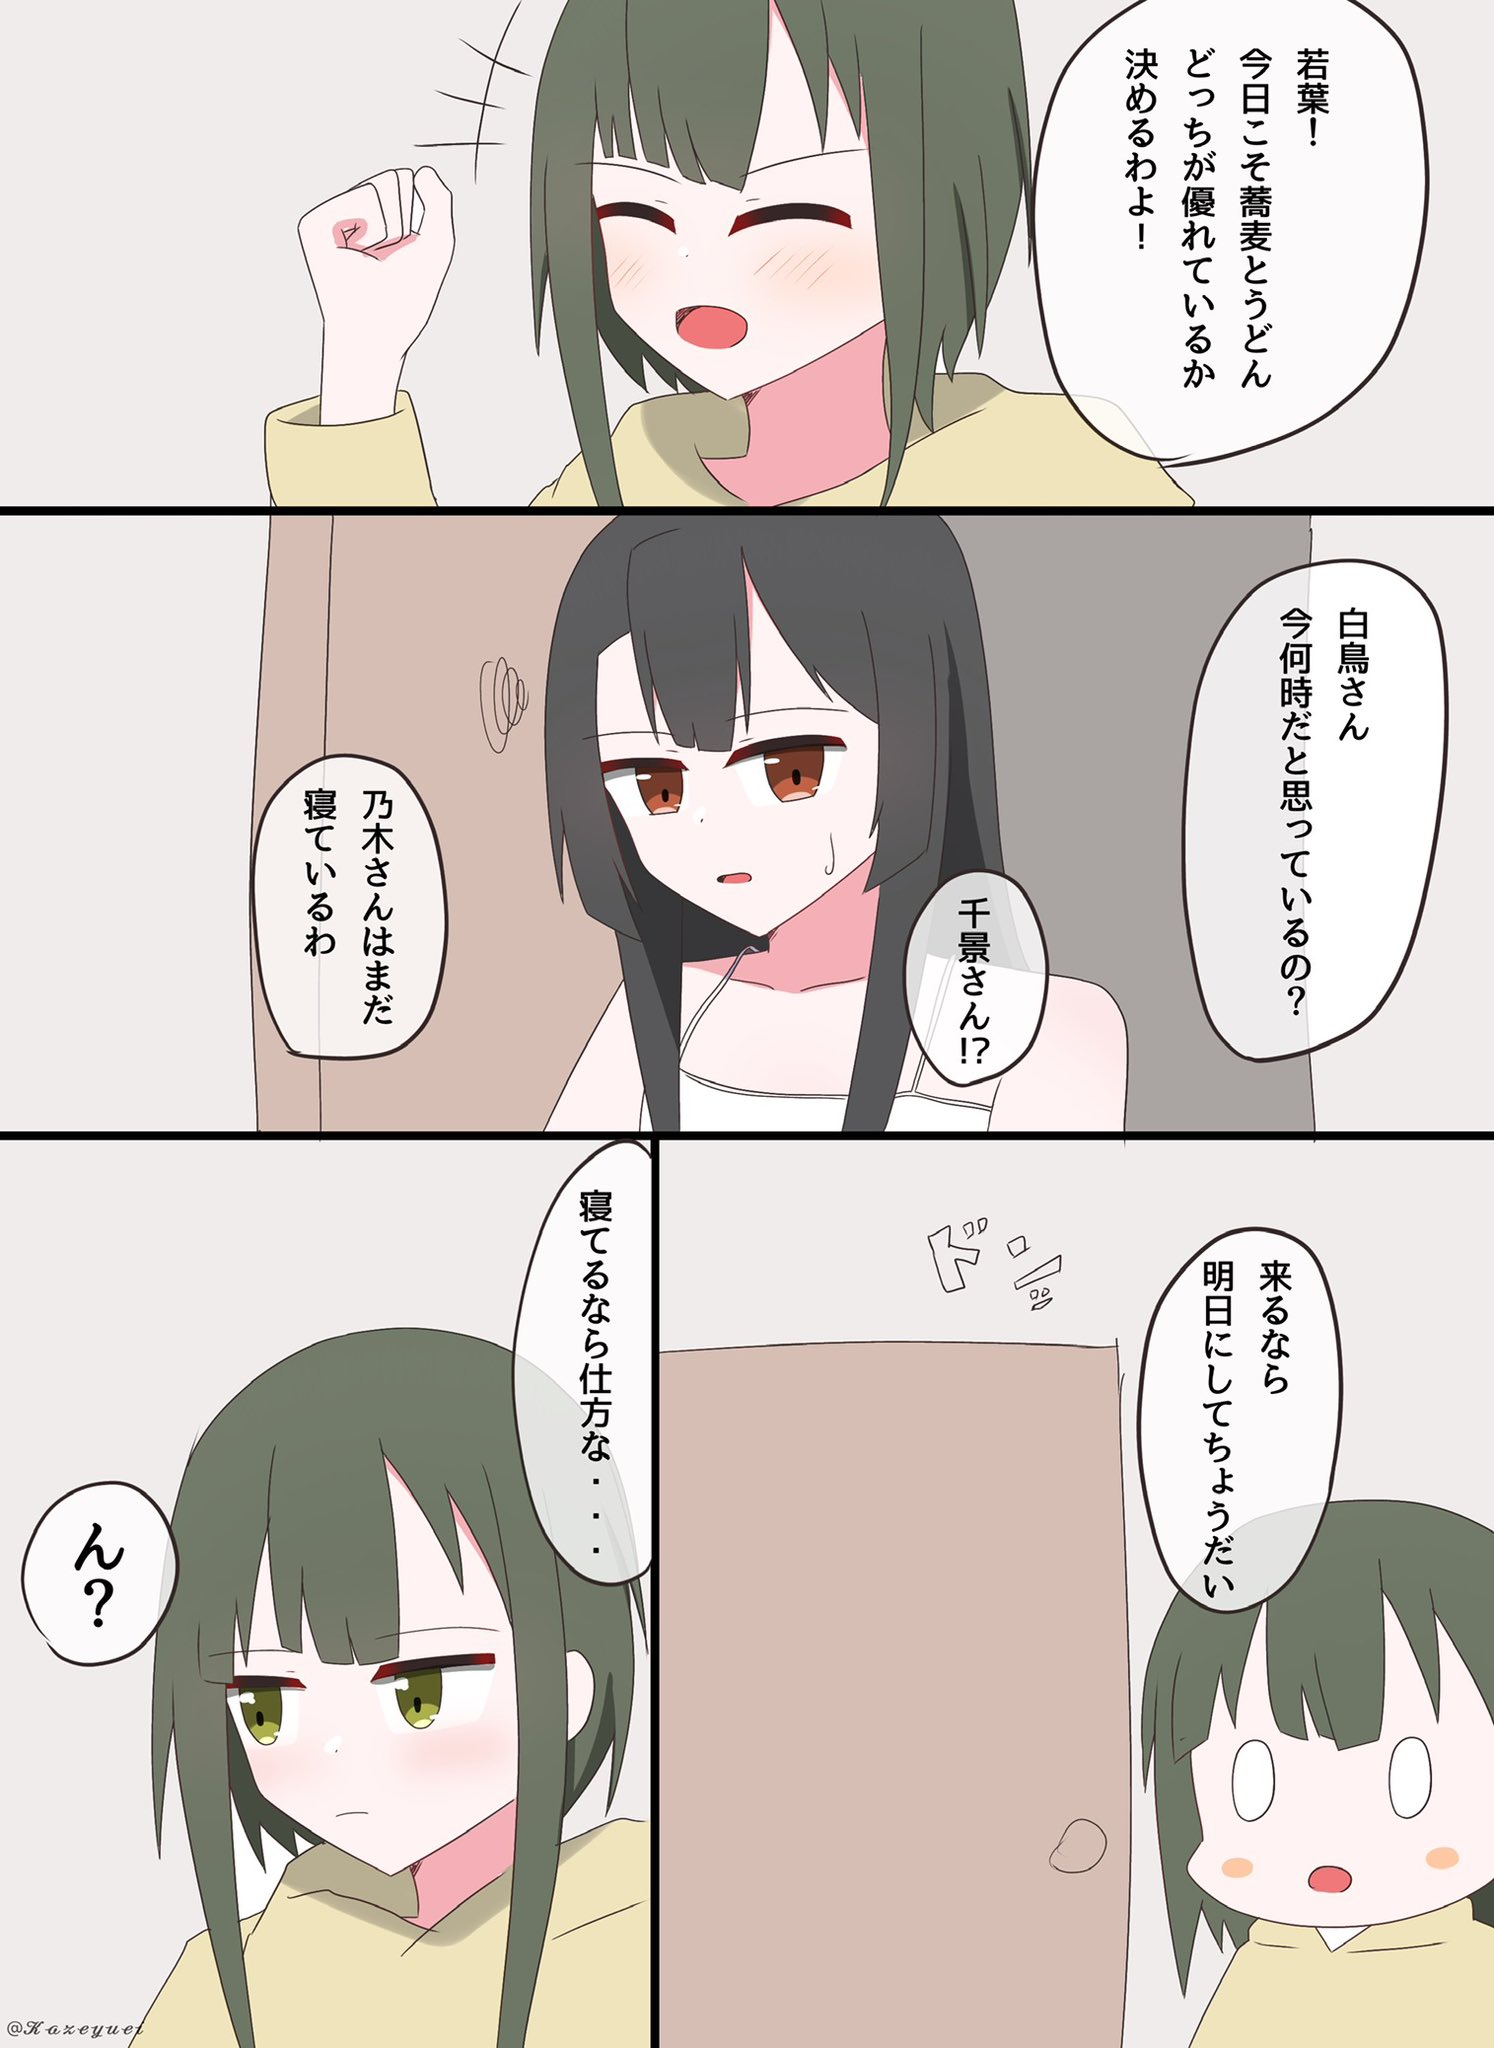 若葉！
今日こそ蕎麦とうどん
どっちが優れているか
決めるわよ！
白鳥さん
今何時だと思っているの？
千景さん!?
乃木さんはまだ
寝ているわ
来るなら
明日にしてちょうだい
ドン
寝てるなら仕方な・・・
ん？
@Kazeyuei